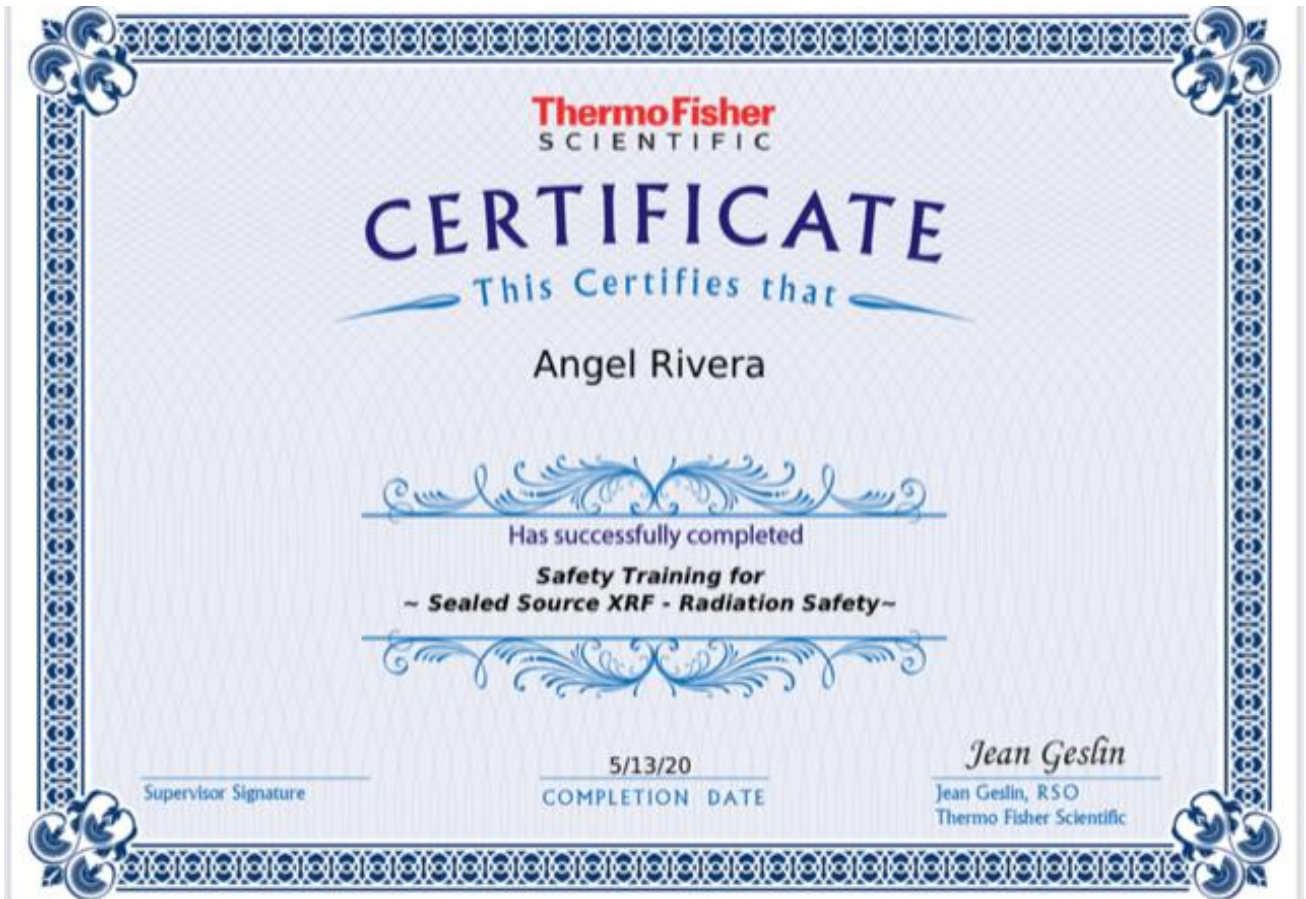 ThermoFisher
SCIENTIFIC
CERTIFICATE
This Certifies that
Angel Rivera
Has successfully completed
Safety Training for
~ Sealed Source XRF - Radiation Safety~
Supervisor Signature
5/13/20
COMPLETION DATE
Jean Geslin
Jean Geslin, RSO
Thermo Fisher Scientific